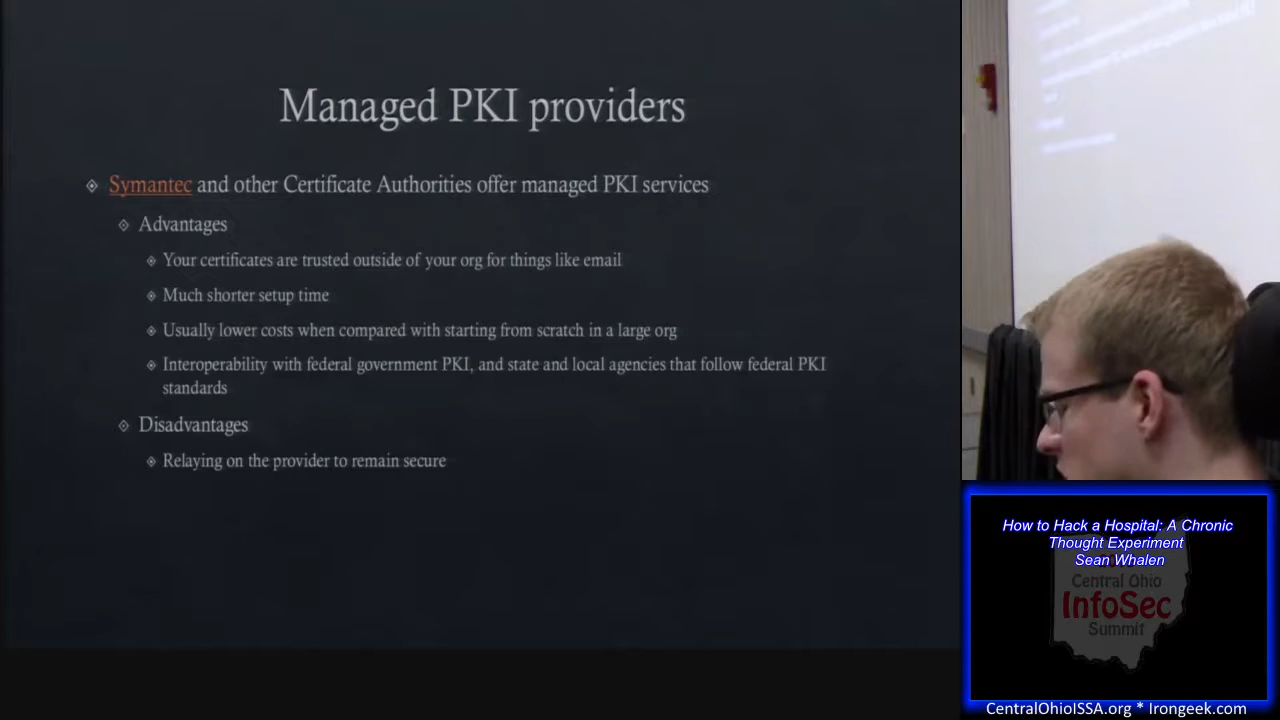 Managed PKI providers
Symantec and other Certificate Authorities offer managed PKI services
Advantages
Your certificates are trusted outside of your org for things like email
Much shorter setup time
Usually lower costs when compared with starting from scratch in a large org
Interoperability with federal government PKI, and state and local agencies that follow federal PKI
standards
Disadvantages
Relaying on the provider to remain secure
How to Hack a Hospital: A Chronic
Thought Experiment
Sean Whalen
Central Ohio
InfoSec
Summit
CentralOhioISSA.org * Irongeek.com